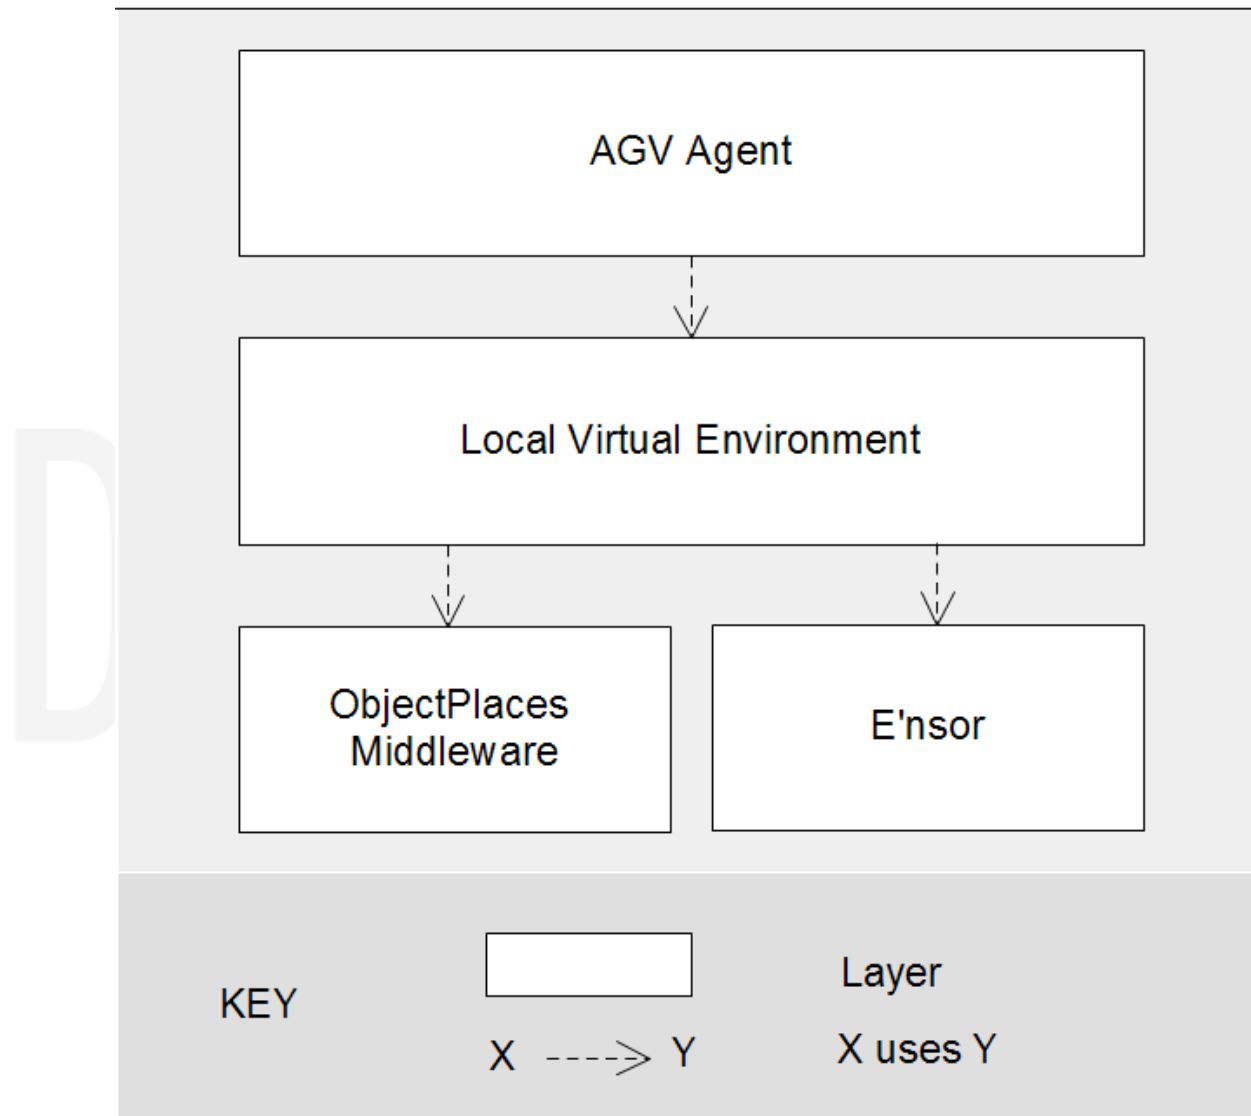 AGV Agent
Local Virtual Environment
ObjectPlaces
Middleware
E'nsor
KEY
Layer
X
Y
X uses Y
D